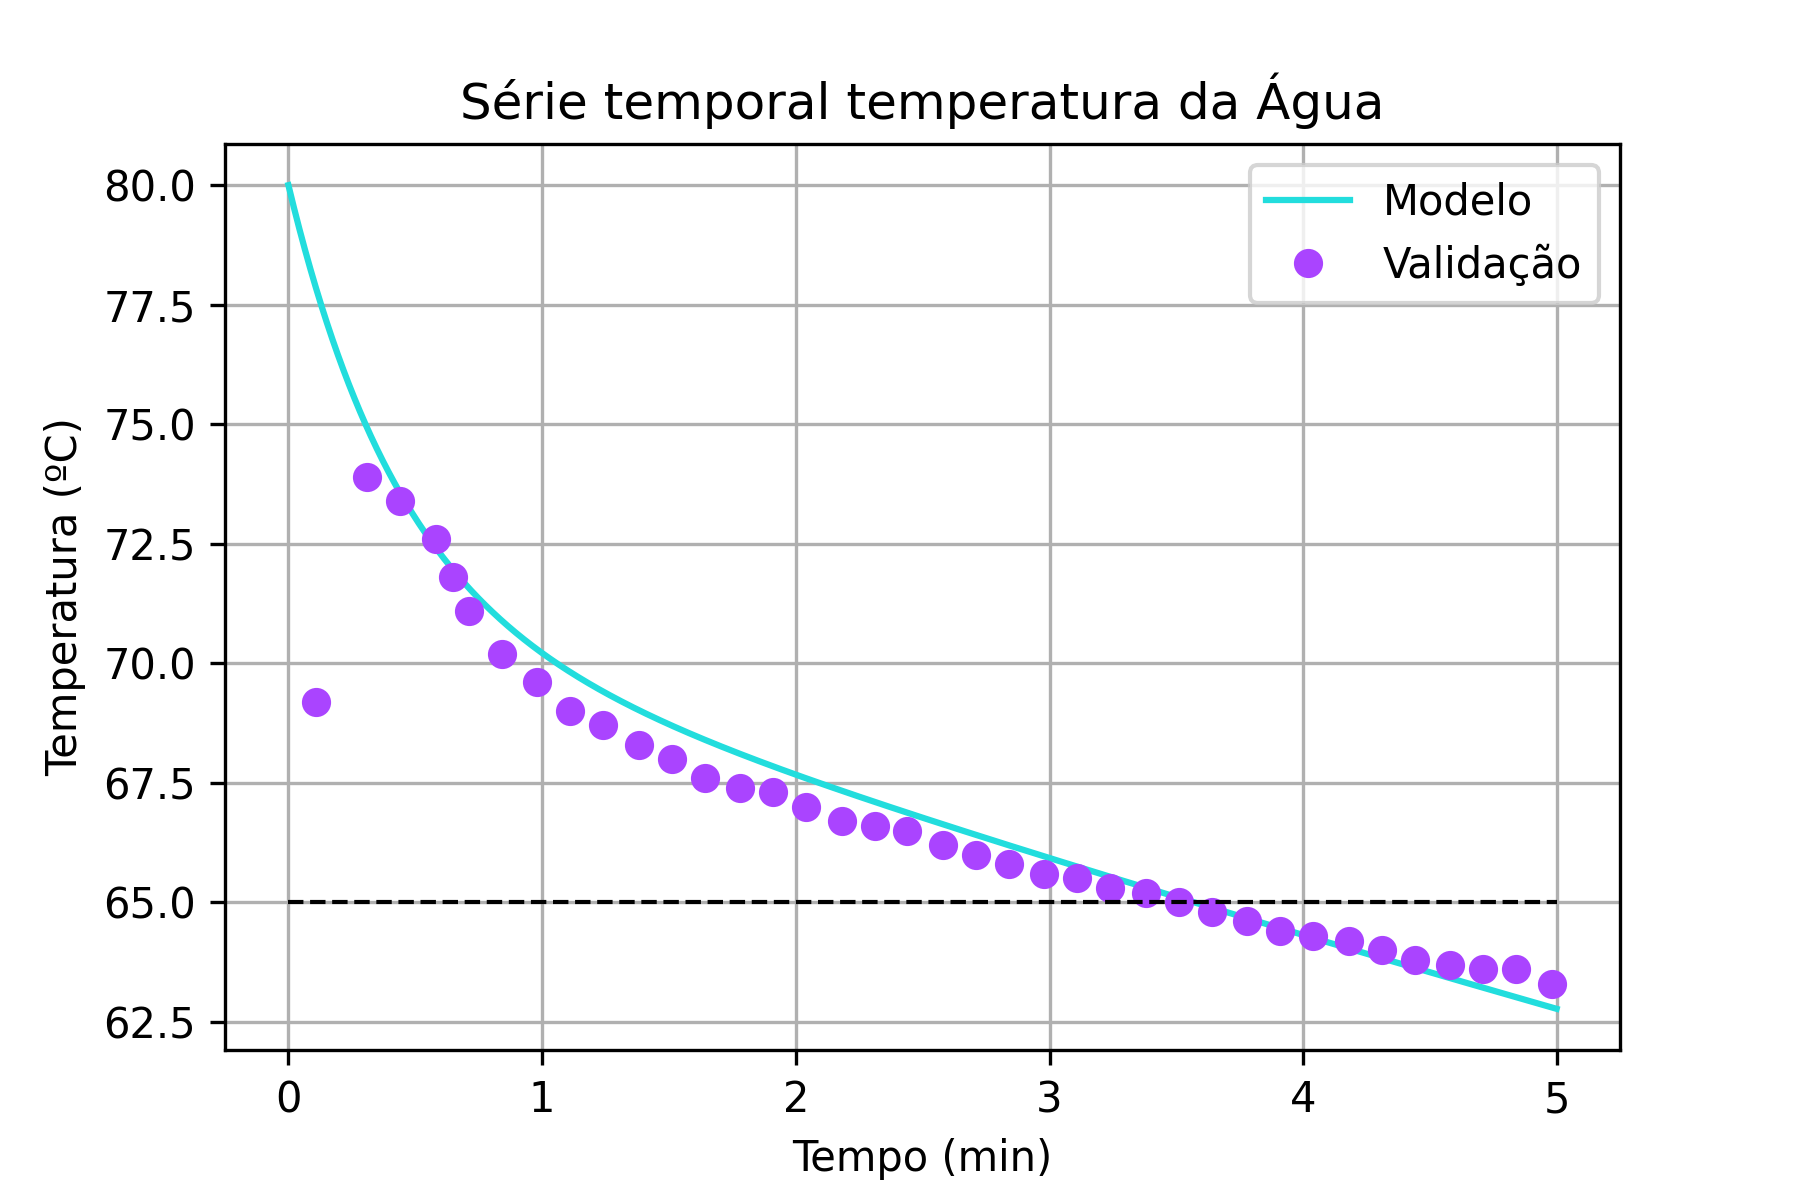 Série temporal temperatura da Água
Modelo
Validação
80.0
77.5
75.0
72.5
70.0
67.5
65.0
62.5
Temperatura (ºC)
0 1 2 3 4 5
Tempo (min)